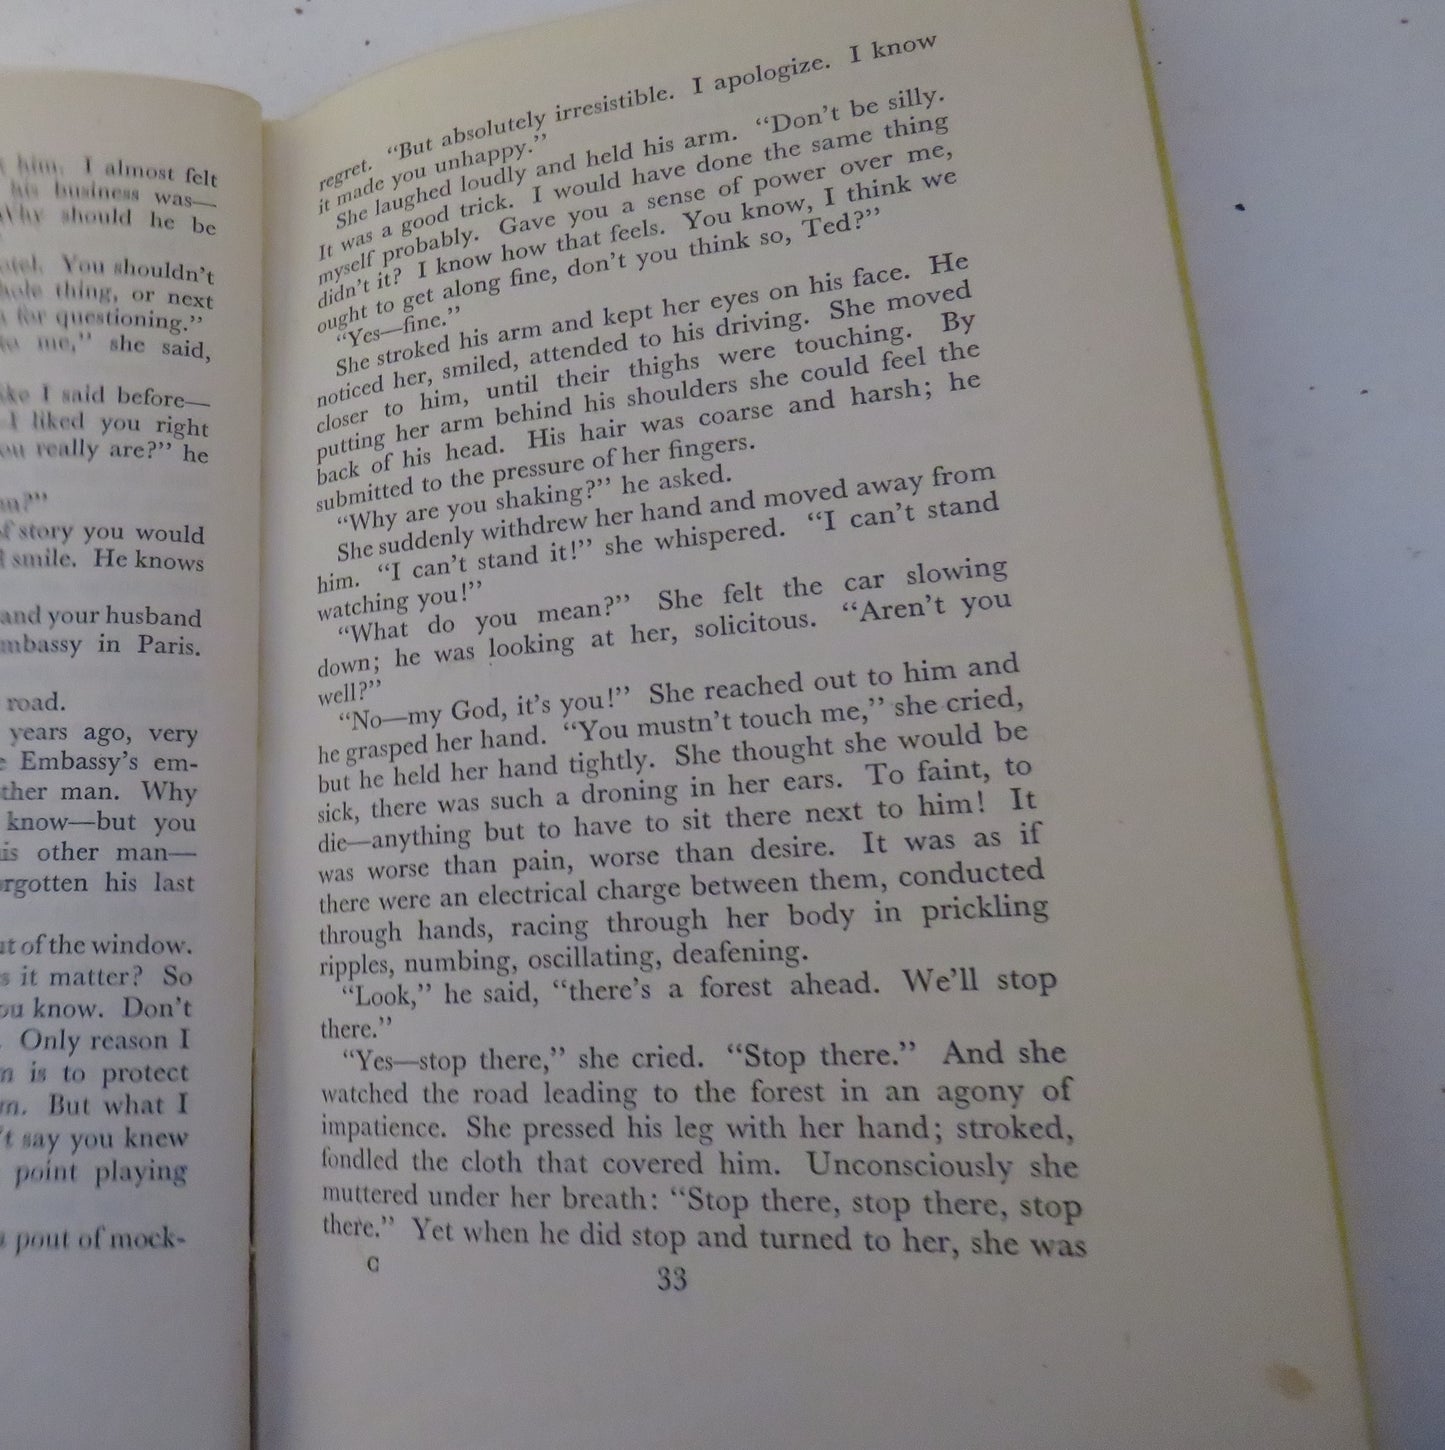 him. I almost felt
his business was—
Why should he be
You shouldn't
thing, or next
for questioning."
me," she said,
I said before—
I liked you right
really are?" he
story you would
smile. He knows
and your husband
in Paris.
road.
years ago, very
Embassy's em-
man. Why
know—but you
other man—
his last
of the window.
it matter? So
know. Don't
Only reason I
is to protect
But what I
say you knew
point playing
pout of mock-
regret. "But absolutely irresistible. I apologize. I know
it made you unhappy."
She laughed loudly and held his arm. "Don't be silly.
It was a good trick. I would have done the same thing
myself probably. Gave you a sense of power over me,
didn't it? I know how that feels. You know, I think we
ought to get along fine, don't you think so, Ted?"
"Yes—fine."
She stroked his arm and kept her eyes on his face. He
noticed her, smiled, attended to his driving. She moved
closer to him, until their thighs were touching. By
putting her arm behind his shoulders she could feel the
back of his head. His hair was coarse and harsh; he
submitted to the pressure of her fingers.
"Why are you shaking?" he asked.
She suddenly withdrew her hand and moved away from
him. "I can't stand it!" she whispered. "I can't stand
watching you!"
"What do you mean?" She felt the car slowing
down; he was looking at her, solicitous. "Aren't you
well?"
"No—my God, it's you!" She reached out to him and
he grasped her hand. "You mustn't touch me," she cried,
but he held her hand tightly. She thought she would be
sick, there was such a droning in her ears. To faint, to
die—anything but to have to sit there next to him! It
was worse than pain, worse than desire. It was as if
there were an electrical charge between them, conducted
through hands, racing through her body in prickling
ripples, numbing, oscillating, deafening.
"Look," he said, "there's a forest ahead. We'll stop
there."
"Yes—stop there," she cried. "Stop there." And she
watched the road leading to the forest in an agony of
impatience. She pressed his leg with her hand; stroked,
fondled the cloth that covered him. Unconsciously she
muttered under her breath: "Stop there, stop there, stop
there." Yet when he did stop and turned to her, she was
C
33